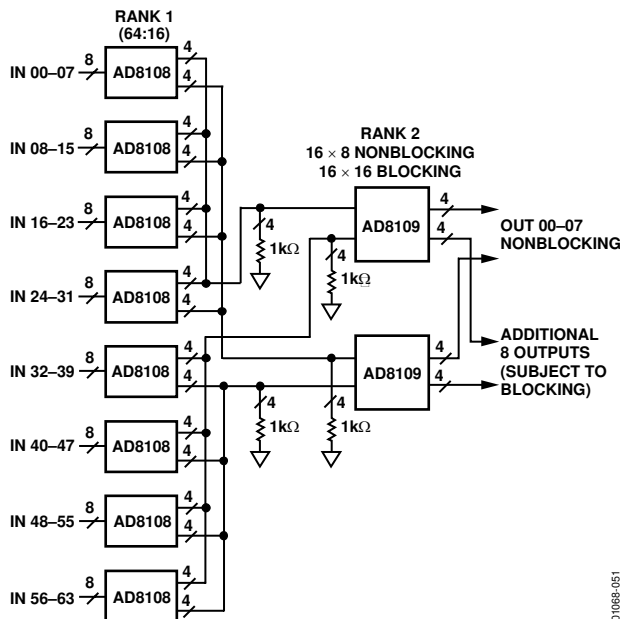 RANK 1
(64:16)
IN 00–07
8
AD8108
4
4
IN 08–15
8
AD8108
4
4
IN 16–23
8
AD8108
4
4
IN 24–31
8
AD8108
4
4
IN 32–39
8
AD8108
4
4
IN 40–47
8
AD8108
4
4
IN 48–55
8
AD8108
4
4
IN 56–63
8
AD8108
4
4
4
1kΩ
4
1kΩ
4
1kΩ
4
1kΩ
RANK 2
16 × 8 NONBLOCKING
16 × 16 BLOCKING
AD8109
4
4
AD8109
4
4
OUT 00–07
NONBLOCKING
ADDITIONAL
8 OUTPUTS
(SUBJECT TO
BLOCKING)
01068-051